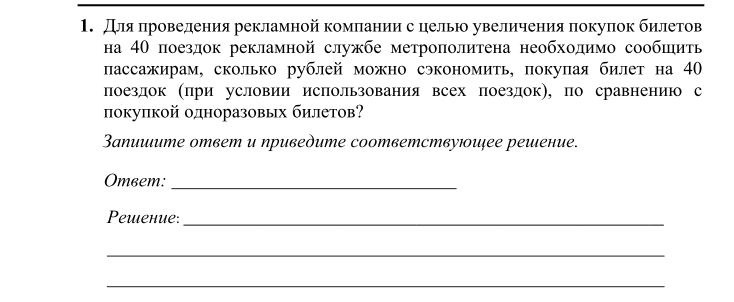 1. Для проведения рекламной компании с целью увеличения покупок билетов
на 40 поездок рекламной службе метрополитена необходимо сообщить
пассажирам, сколько рублей можно сэкономить, покупая билет на 40
поездок (при условии использования всех поездок), по сравнению с
покупкой одноразовых билетов?
Запишите ответ и приведите соответствующее решение.
Ответ:
Решение: